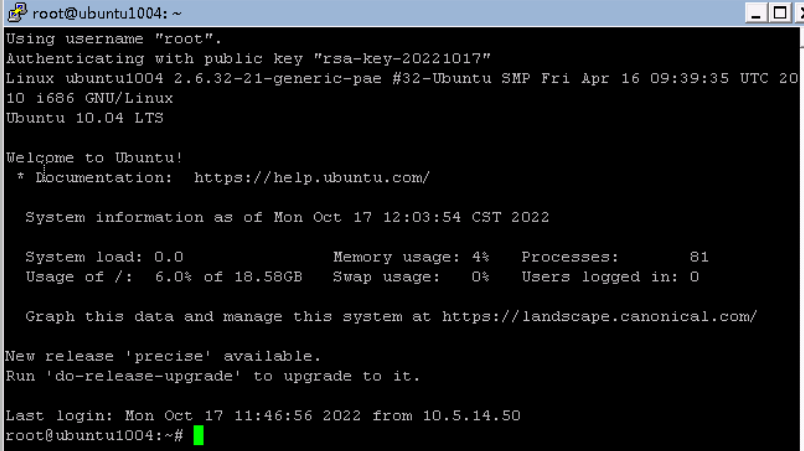 root@ubuntu1004: ~
Using username "root".
Authenticating with public key "rsa-key-20221017"
Linux ubuntu1004 2.6.32-21-generic-pae #32-Ubuntu SMP Fri Apr 16 09:39:35 UTC 20
10 i686 GNU/Linux
Ubuntu 10.04 LTS
Welcome to Ubuntu!
* Documentation:  https://help.ubuntu.com/
System information as of Mon Oct 17 12:03:54 CST 2022
System load: 0.0               Memory usage: 4%   Processes:       81
Usage of /:  6.0% of 18.58GB   Swap usage:   0%   Users logged in: 0
Graph this data and manage this system at https://landscape.canonical.com/
New release 'precise' available.
Run 'do-release-upgrade' to upgrade to it.
Last login: Mon Oct 17 11:46:56 2022 from 10.5.14.50
root@ubuntu1004:~#